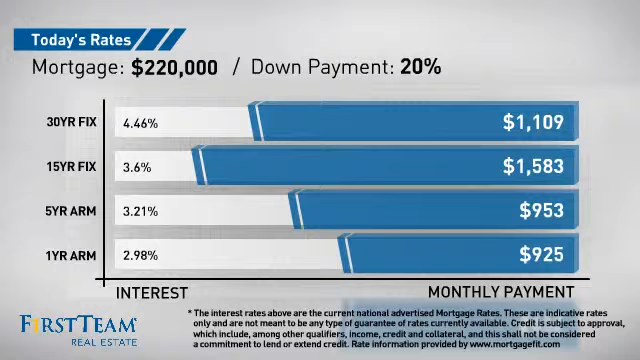 Today's Rates
Mortgage: $220,000 / Down Payment: 20%
30YR FIX 4.46% $1,109
15YR FIX 3.6% $1,583
5YR ARM 3.21% $953
1YR ARM 2.98% $925
INTEREST MONTHLY PAYMENT
FIRSTTEAM®
REAL ESTATE
* The interest rates above are the current national advertised Mortgage Rates. These are indicative rates
only and are not meant to be any type of guarantee of rates currently available. Credit is subject to approval,
which include, among other qualifiers, income, credit and collateral, and this shall not be considered
a commitment to lend or extend credit. Rate information provided by www.mortgagefit.com